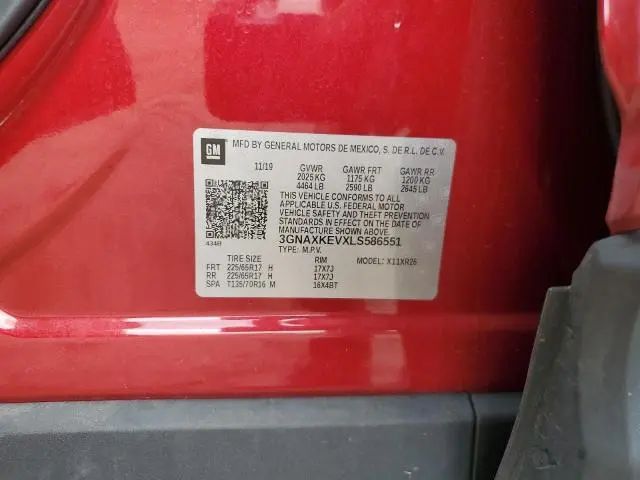 GM MFD BY GENERAL MOTORS DE MEXICO, S. DE R.L. DE C.V.
11/19 GVWR GAWR FRT GAWR RR
2025 KG 1175 KG 1200 KG
4464 LB 2590 LB 2645 LB
THIS VEHICLE CONFORMS TO ALL
APPLICABLE U.S. FEDERAL MOTOR
VEHICLE SAFETY AND THEFT PREVENTION
STANDARDS IN EFFECT ON THE DATE OF
MANUFACTURE SHOWN ABOVE.
434B 3GNAXKEVXLS586551
TYPE: M.P.V. MODEL: X11XR26
TIRE SIZE RIM
FRT 225/65R17 H 17X7J
RR 225/65R17 H 17X7J
SPA T135/70R16 M 16X4BT